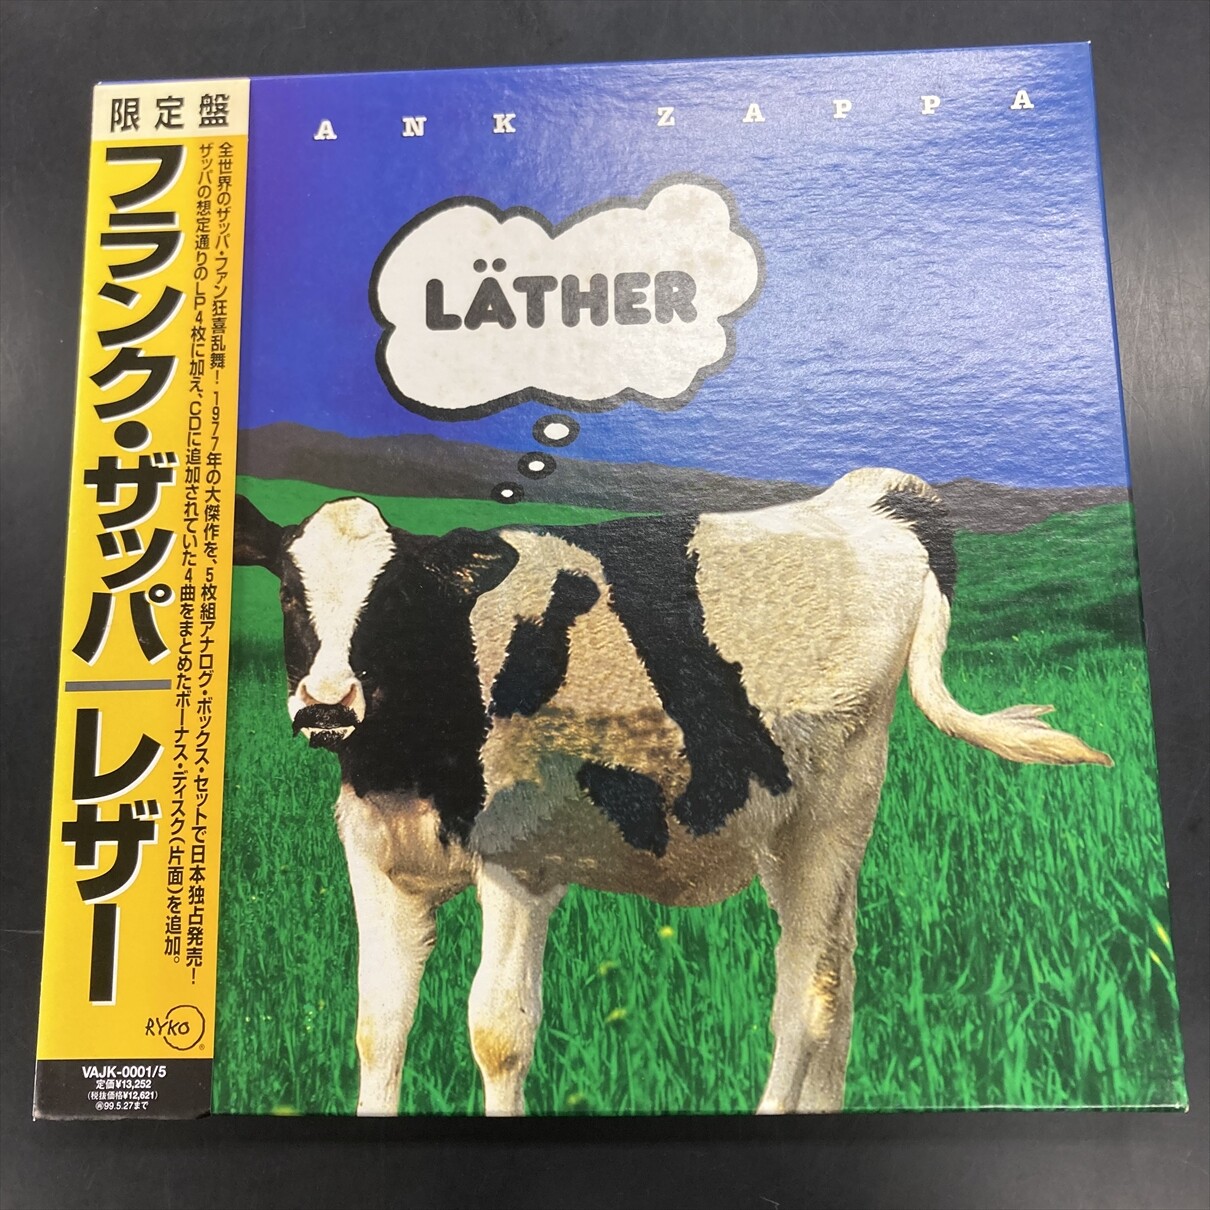 限定盤
フランク・ザッパ｜レザー
全世界のザッパ・ファン狂喜乱舞！ 1977年の大傑作を、5枚組アナログ・ボックス・セットで日本独占発売！
ザッパの想定通りのLP4枚に加え、CDに追加されていた4曲をまとめたボーナス・ディスク(片面)を追加。
RYKO
VAJK-0001/5
定価¥13,252
(税抜価格¥12,621)
㋮99.5.27まで
ANK ZAPPA
LÄTHER